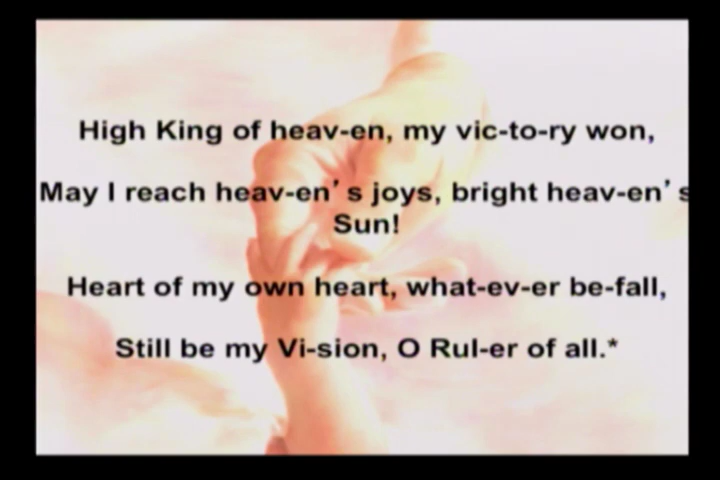 High King of heav-en, my vic-to-ry won,
May I reach heav-en’s joys, bright heav-en’s
Sun!
Heart of my own heart, what-ev-er be-fall,
Still be my Vi-sion, O Rul-er of all.*